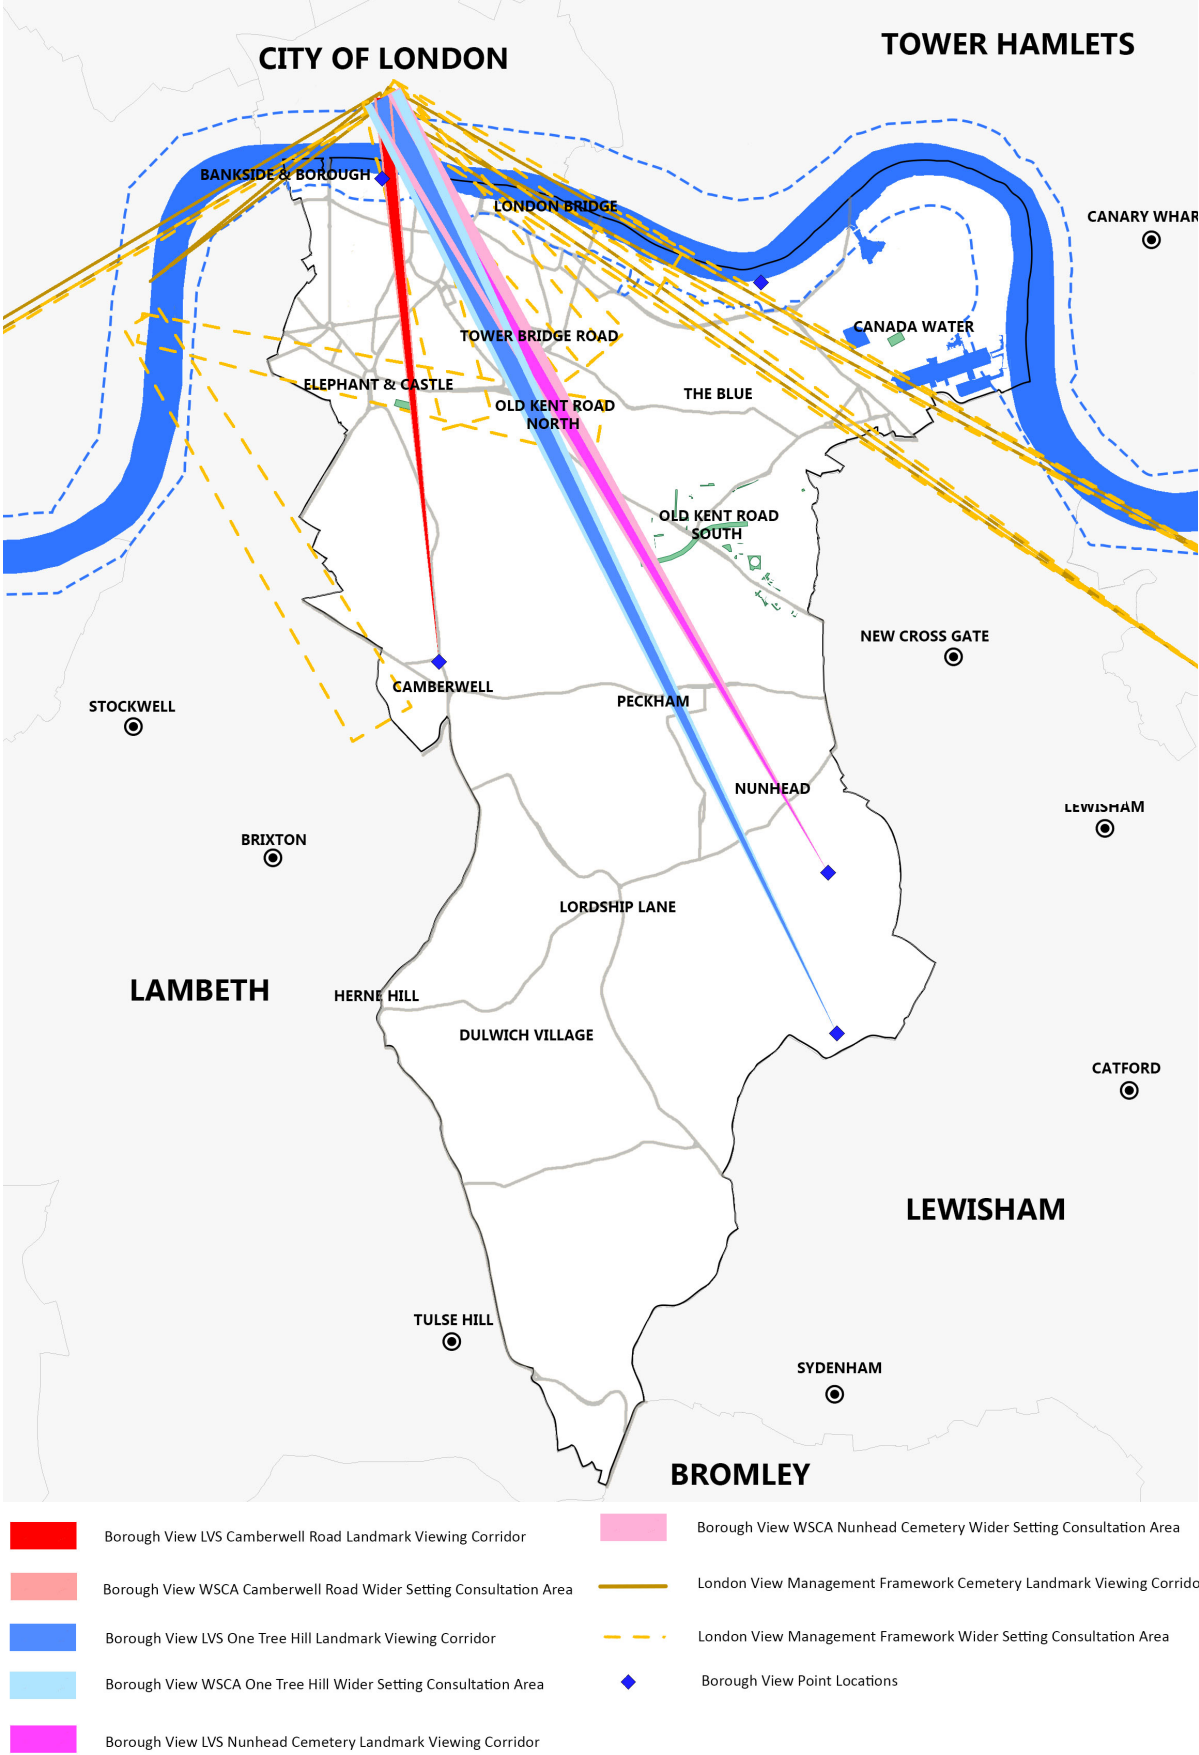 CITY OF LONDON
TOWER HAMLETS
BANKSIDE & BOROUGH
LONDON BRIDGE
CANARY WHAR
CANADA WATER
TOWER BRIDGE ROAD
ELEPHANT & CASTLE
THE BLUE
OLD KENT ROAD
NORTH
OLD KENT ROAD
SOUTH
NEW CROSS GATE
CAMBERWELL
STOCKWELL
PECKHAM
NUNHEAD
LEWISHAM
BRIXTON
LORDSHIP LANE
LAMBETH
HERNE HILL
DULWICH VILLAGE
CATFORD
LEWISHAM
TULSE HILL
SYDENHAM
BROMLEY
Borough View LVS Camberwell Road Landmark Viewing Corridor
Borough View WSCA Camberwell Road Wider Setting Consultation Area
Borough View LVS One Tree Hill Landmark Viewing Corridor
Borough View WSCA One Tree Hill Wider Setting Consultation Area
Borough View LVS Nunhead Cemetery Landmark Viewing Corridor
Borough View WSCA Nunhead Cemetery Wider Setting Consultation Area
London View Management Framework Cemetery Landmark Viewing Corrido
London View Management Framework Wider Setting Consultation Area
Borough View Point Locations